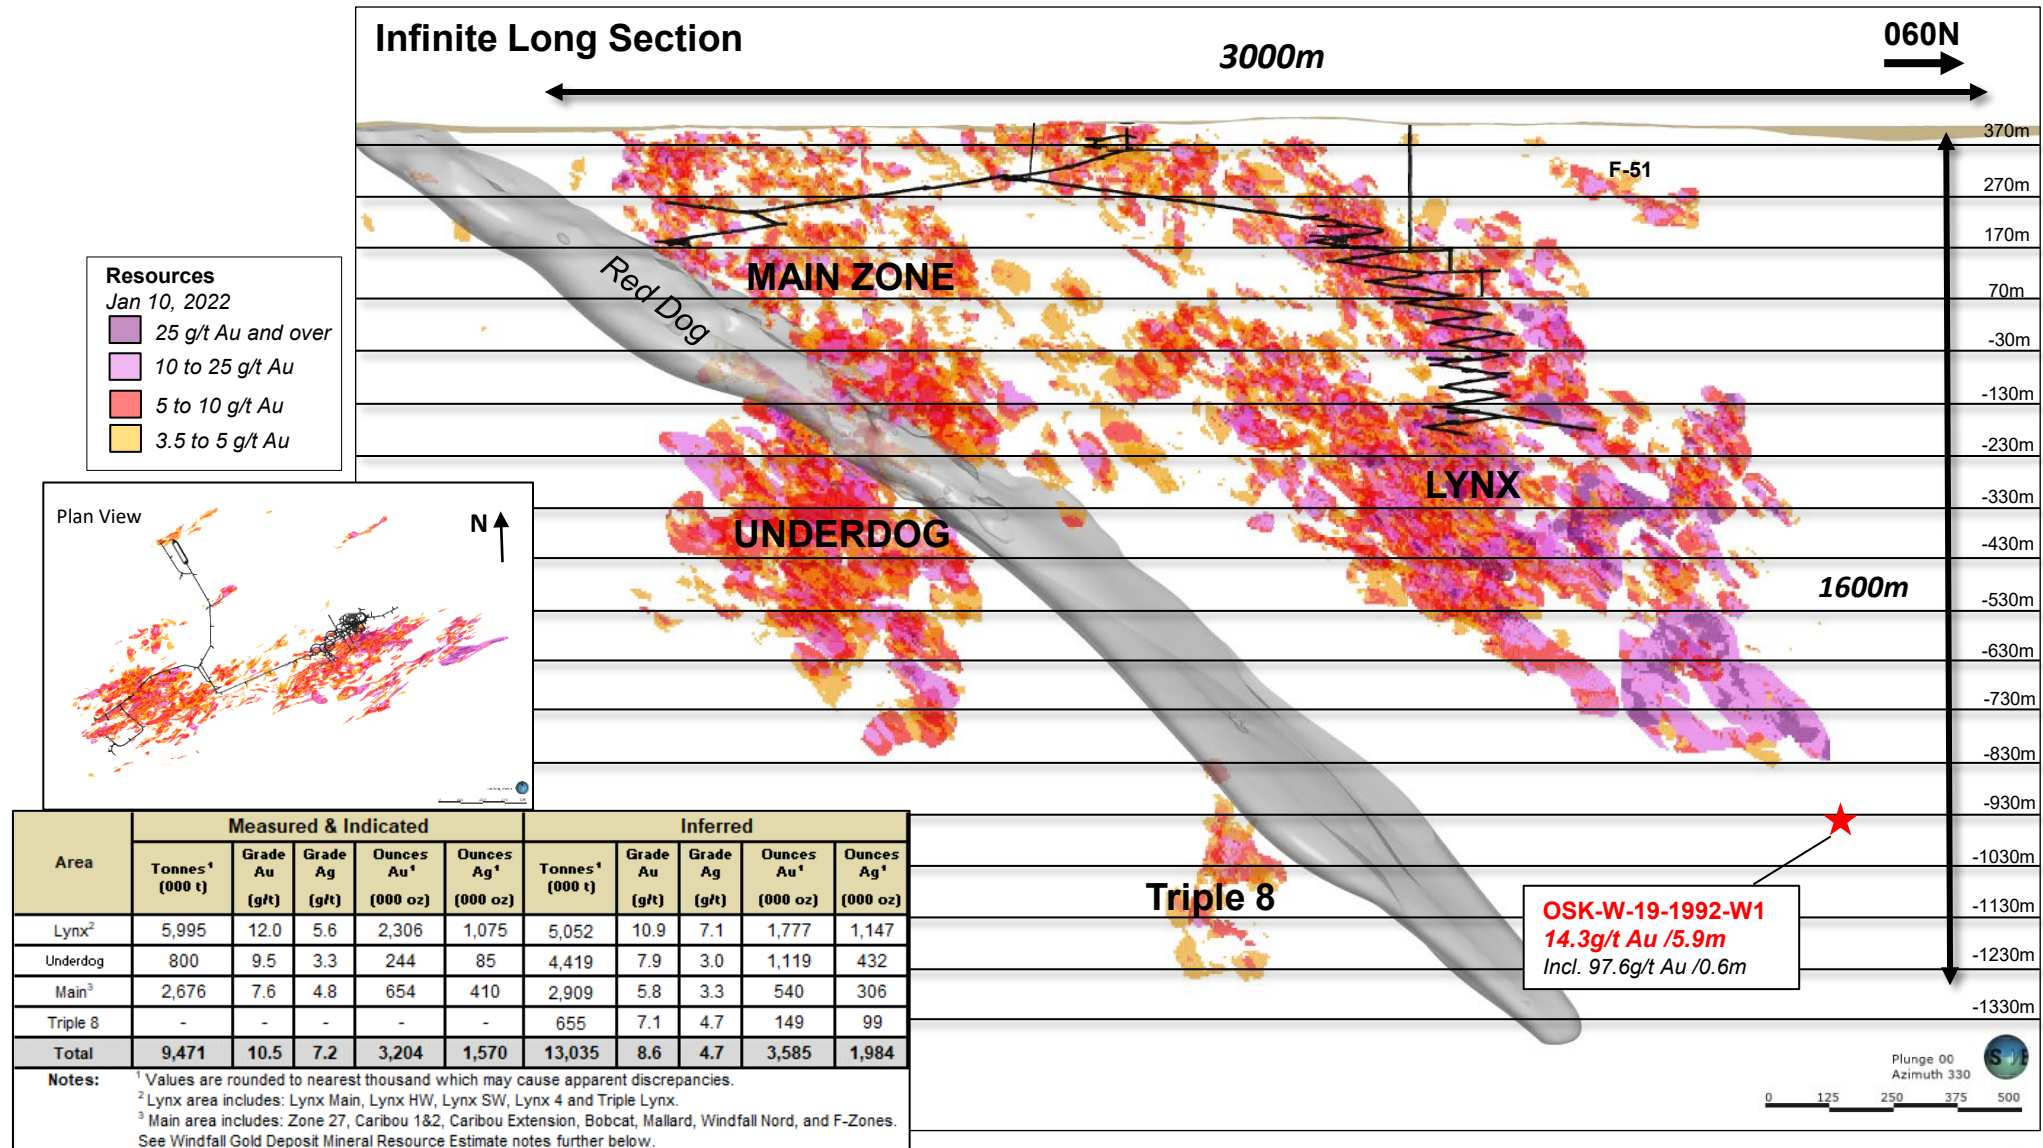 Infinite Long Section
3000m
060N
370m
F-51
270m
170m
Resources
Jan 10, 2022
25 g/t Au and over
10 to 25 g/t Au
5 to 10 g/t Au
3.5 to 5 g/t Au
Red Dog
MAIN ZONE
70m
-30m
-130m
-230m
LYNX
-330m
UNDERDOG
-430m
1600m
-530m
-630m
-730m
-830m
-930m
-1030m
Triple 8
-1130m
-1230m
-1330m
OSK-W-19-1992-W1
14.3g/t Au /5.9m
Incl. 97.6g/t Au /0.6m
Plan View
N
Area Measured & Indicated Inferred
Tonnes¹ (000 t) Grade Au (g/t) Grade Ag (g/t) Ounces Au¹ (000 oz) Ounces Ag¹ (000 oz) Tonnes¹ (000 t) Grade Au (g/t) Grade Ag (g/t) Ounces Au¹ (000 oz) Ounces Ag¹ (000 oz)
Lynx² 5,995 12.0 5.6 2,306 1,075 5,052 10.9 7.1 1,777 1,147
Underdog 800 9.5 3.3 244 85 4,419 7.9 3.0 1,119 432
Main³ 2,676 7.6 4.8 654 410 2,909 5.8 3.3 540 306
Triple 8 - - - - - 655 7.1 4.7 149 99
Total 9,471 10.5 7.2 3,204 1,570 13,035 8.6 4.7 3,585 1,984
Notes: ¹ Values are rounded to nearest thousand which may cause apparent discrepancies.
² Lynx area includes: Lynx Main, Lynx HW, Lynx SW, Lynx 4 and Triple Lynx.
³ Main area includes: Zone 27, Caribou 1&2, Caribou Extension, Bobcat, Mallard, Windfall Nord, and F-Zones.
See Windfall Gold Deposit Mineral Resource Estimate notes further below.
Plunge 00
Azimuth 330
0 125 250 375 500